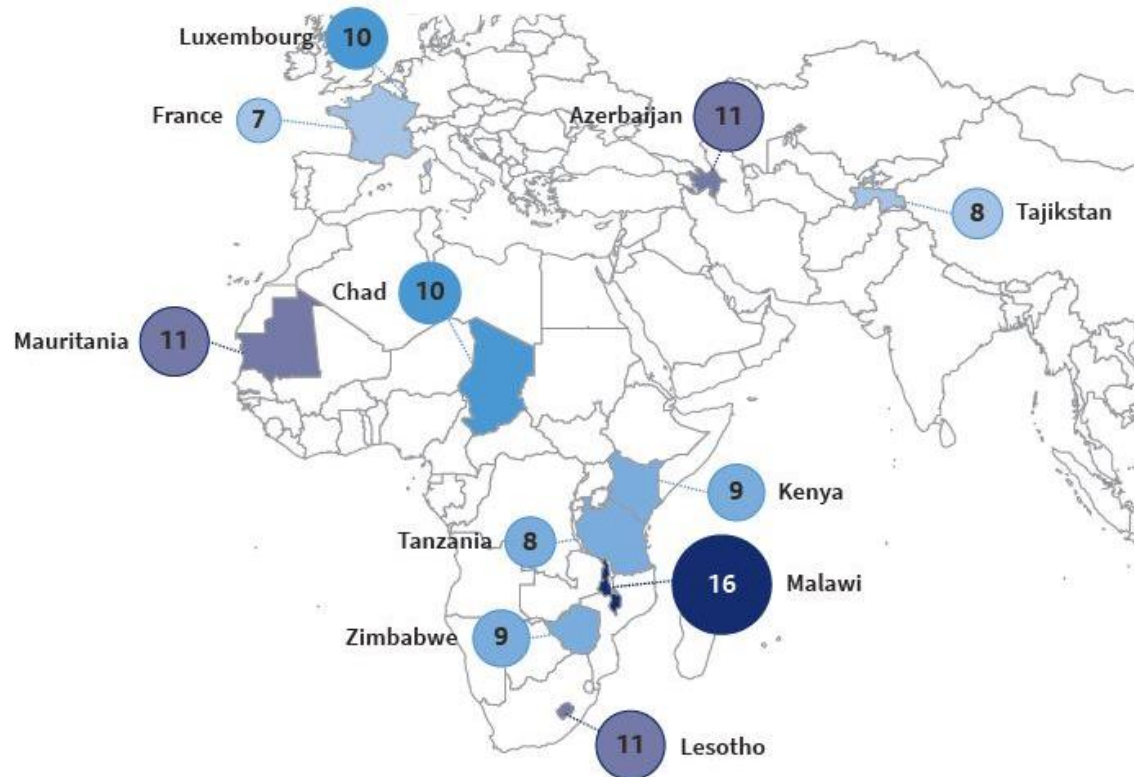 Luxembourg 10
France 7
Azerbaijan 11
8 Tajikstan
Chad 10
Mauritania 11
9 Kenya
Tanzania 8
16 Malawi
Zimbabwe 9
11 Lesotho